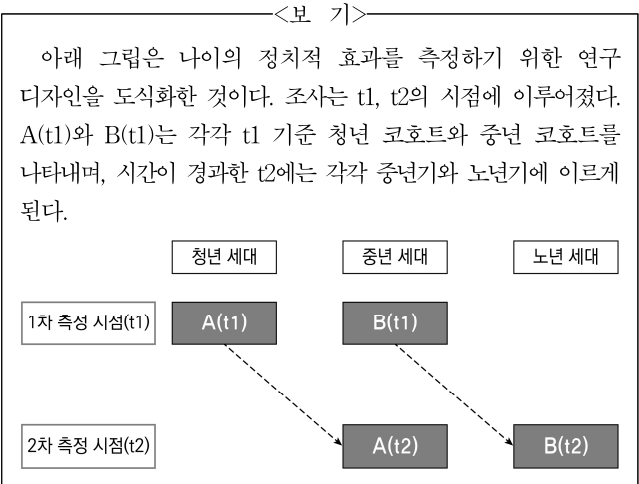 <보 기>
아래 그림은 나이의 정치적 효과를 측정하기 위한 연구
디자인을 도식화한 것이다. 조사는 t1, t2의 시점에 이루어졌다.
A(t1)와 B(t1)는 각각 t1 기준 청년 코호트와 중년 코호트를
나타내며, 시간이 경과한 t2에는 각각 중년기와 노년기에 이르게
된다.
청년 세대 중년 세대 노년 세대
1차 측정 시점(t1) A(t1) B(t1)
2차 측정 시점(t2) A(t2) B(t2)